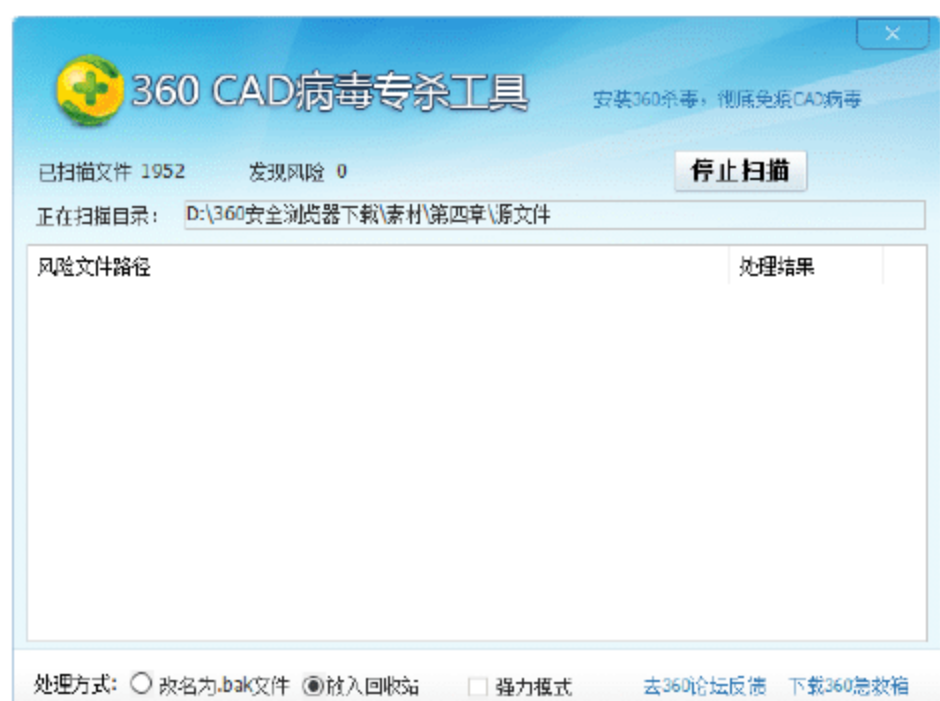 360 CAD病毒专杀工具
安装360杀毒，彻底免疫CAD病毒
已扫描文件 1952 发现风险 0 停止扫描
正在扫描目录： D:\360安全浏览器下载\素材\第四章\源文件
风险文件路径 处理结果
处理方式: 改名为.bak文件 放入回收站 强力模式 去360论坛反馈 下载360急救箱